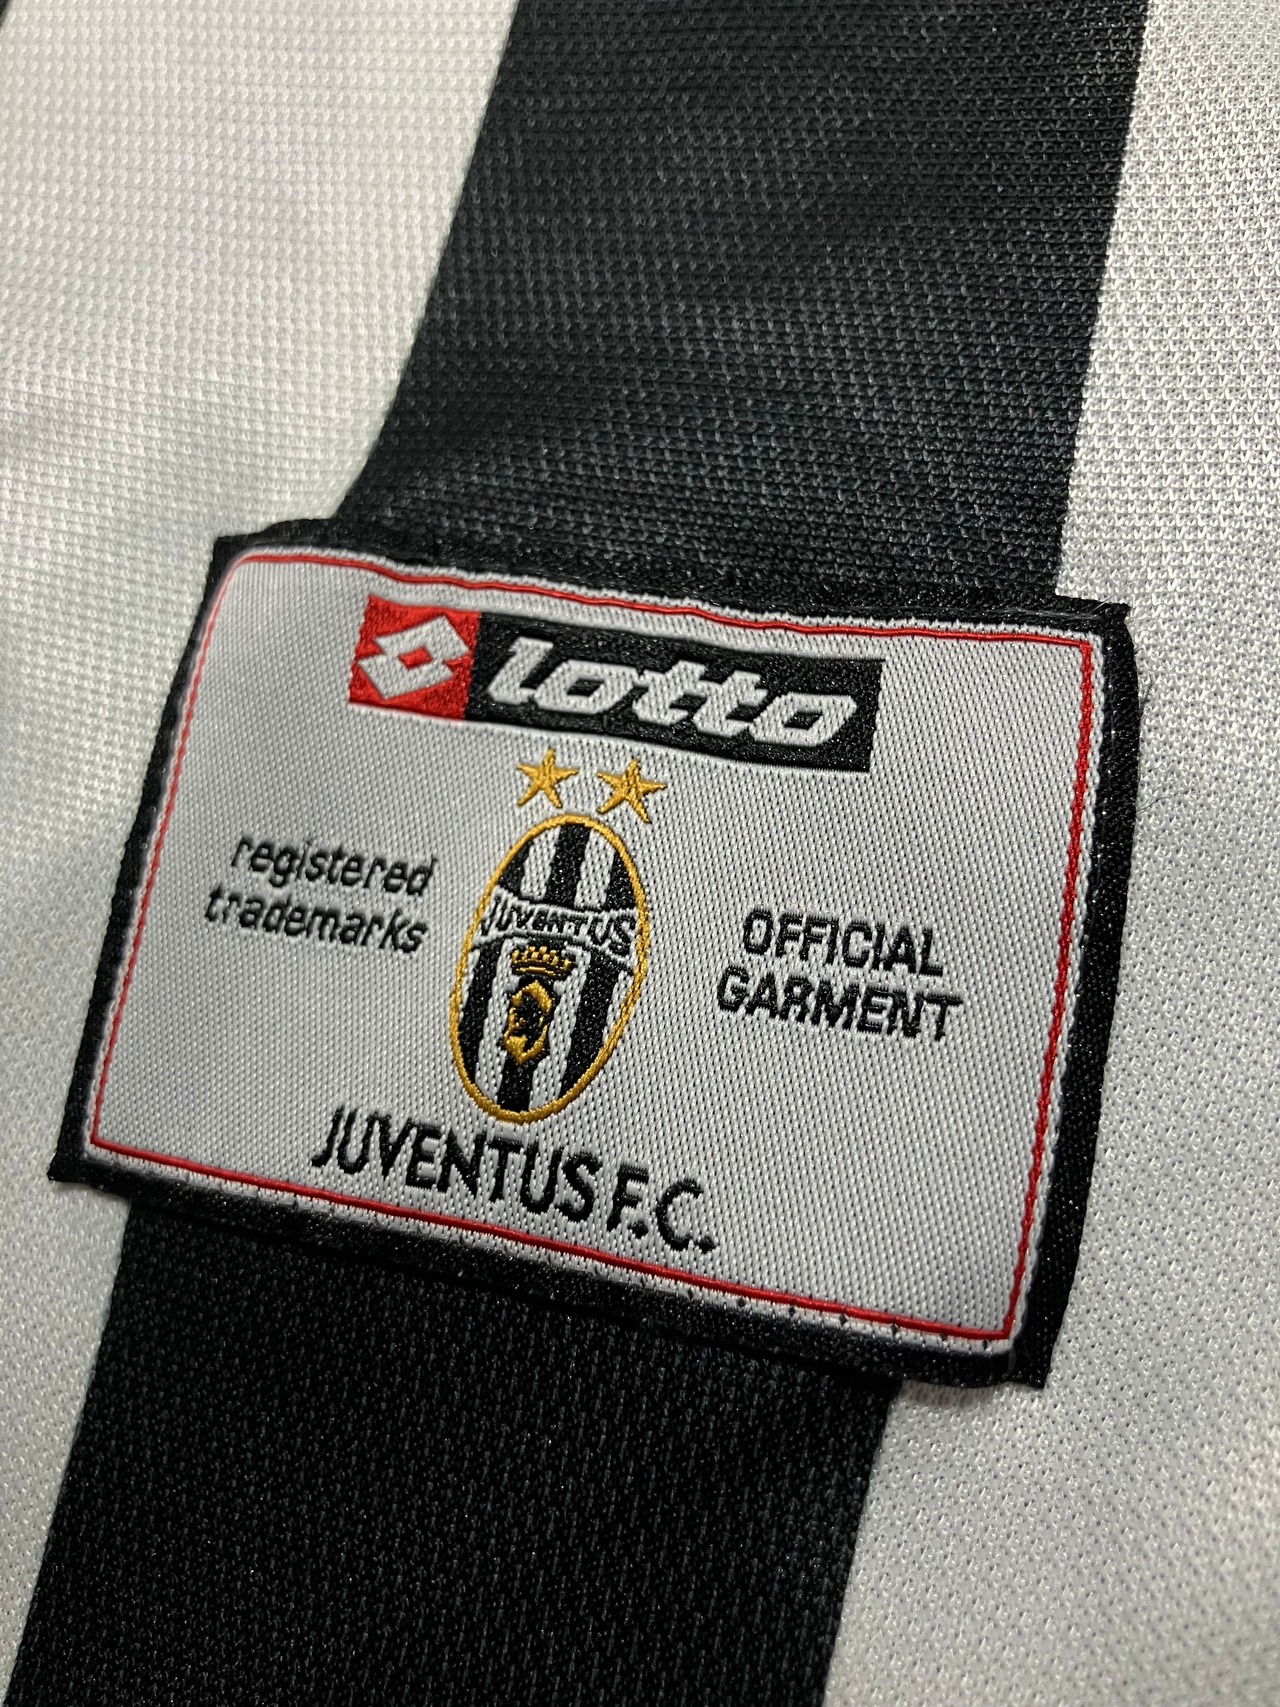 lotto
registered
trademarks
JUVENTUS
OFFICIAL
GARMENT
JUVENTUS F.C.